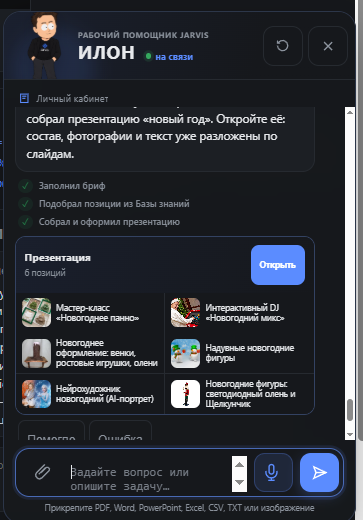 РАБОЧИЙ ПОМОЩНИК JARVIS
ИЛОН
на связи
Личный кабинет
собрал презентацию «новый год». Откройте её:
состав, фотографии и текст уже разложены по
слайдам.
Заполнил бриф
Подобрал позиции из Базы знаний
Собрал и оформил презентацию
Презентация
6 позиций
Открыть
Мастер-класс
«Новогоднее панно»
Интерактивный DJ
«Новогодний микс»
Новогоднее
оформление: венки,
ростовые игрушки, олени
Надувные новогодние
фигуры
Нейрохудожник
новогодний (AI-портрет)
Новогодние фигуры:
светодиодный олень и
Щелкунчик
Помогло
Ошибка
Задайте вопрос или
опишите задачу…
Прикрепите PDF, Word, PowerPoint, Excel, CSV, TXT или изображение